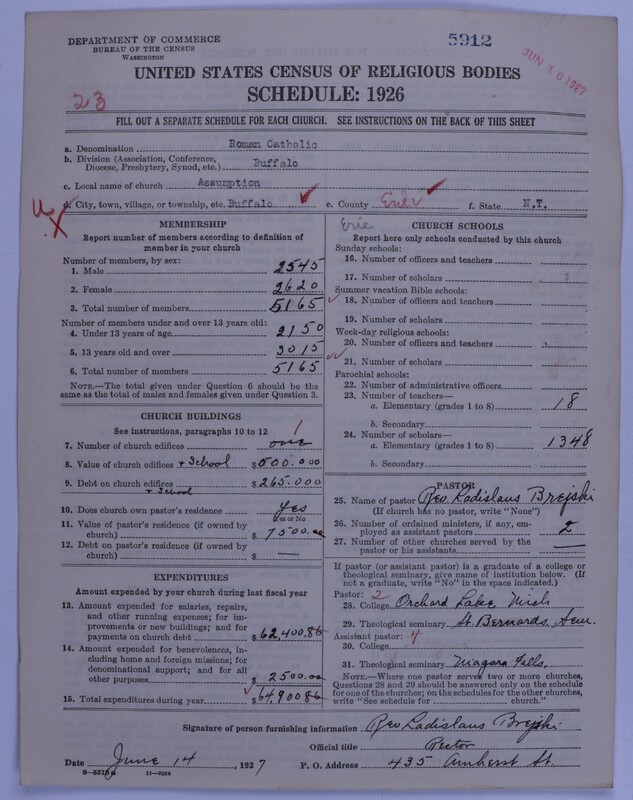 DEPARTMENT OF COMMERCE
BUREAU OF THE CENSUS
WASHINGTON
5912
JUN 16 1927
UNITED STATES CENSUS OF RELIGIOUS BODIES
SCHEDULE: 1926
23
FILL OUT A SEPARATE SCHEDULE FOR EACH CHURCH. SEE INSTRUCTIONS ON THE BACK OF THIS SHEET
a. Denomination Roman Catholic
b. Division (Association, Conference, Diocese, Presbytery, Synod, etc.) Buffalo
c. Local name of church Assumption
d. City, town, village, or township, etc. Buffalo e. County Erie f. State N.Y.
Erie
MEMBERSHIP
Report number of members according to definition of
member in your church
Number of members, by sex:
1. Male 2545
2. Female 2620
3. Total number of members 5165
Number of members under and over 13 years old:
4. Under 13 years of age 2150
5. 13 years old and over 3015
6. Total number of members 5165
NOTE.—The total given under Question 6 should be the
same as the total of males and females given under Question 3.
CHURCH BUILDINGS
See instructions, paragraphs 10 to 12
7. Number of church edifices one 1
8. Value of church edifices + School $500.000
9. Debt on church edifices $265.000
+ School
10. Does church own pastor's residence Yes
Yes or No
11. Value of pastor's residence (if owned by
church) $7500.00
12. Debt on pastor's residence (if owned by
church) $ —
EXPENDITURES
Amount expended by your church during last fiscal year
13. Amount expended for salaries, repairs,
and other running expenses; for im-
provements or new buildings; and for
payments on church debt $62,400.86
14. Amount expended for benevolences,
including home and foreign missions; for
denominational support; and for all
other purposes $2500.00
15. Total expenditures during year $64,900.86
CHURCH SCHOOLS
Report here only schools conducted by this church
Sunday schools:
16. Number of officers and teachers
17. Number of scholars
Summer vacation Bible schools:
18. Number of officers and teachers
19. Number of scholars
Week-day religious schools:
20. Number of officers and teachers
21. Number of scholars
Parochial schools:
22. Number of administrative officers
23. Number of teachers—
a. Elementary (grades 1 to 8) 18
b. Secondary
24. Number of scholars—
a. Elementary (grades 1 to 8) 1348
b. Secondary
PASTOR
25. Name of pastor Rev. Ladislaus Brejski
(If church has no pastor, write "None")
26. Number of ordained ministers, if any, em-
ployed as assistant pastors 2
27. Number of other churches served by the
pastor or his assistants —
If pastor (or assistant pastor) is a graduate of a college or
theological seminary, give name of institution below. (If
not a graduate, write "No" in the space indicated.)
Pastor: 2
28. College Orchard Lake Mich
29. Theological seminary St. Bernards Sem.
Assistant pastor: 4
30. College
31. Theological seminary Niagara Falls,
NOTE.—Where one pastor served two or more churches,
Questions 28 and 29 should be answered only on the schedule
for one of the churches; on the schedules for the other churches,
write "See schedule for church."
Signature of person furnishing information Rev Ladislaus Brejski
Official title Rector
Date June 14, 1927 P. O. Address 435 Amherst St.
8—5513a 11—9034